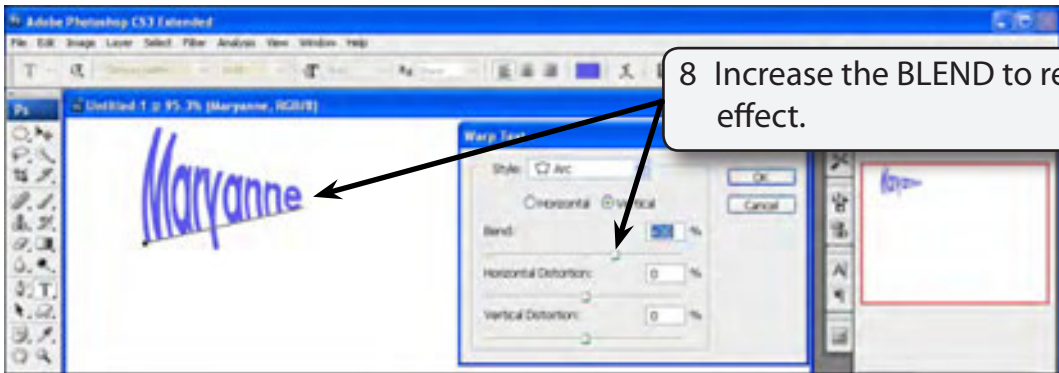 Adobe Photoshop CS3 Extended
File Edit Image Layer Select Filter Analysis View Window Help
T
8 Increase the BLEND to re
effect.
Ps
Untitled 1 @ 95.3% (Maryanne, RGB/8)
Maryanne
Warp Text
Style: Arc
OK
Horizontal Vertical
Cancel
Bend: %
Horizontal Distortion: 0 %
Vertical Distortion: 0 %